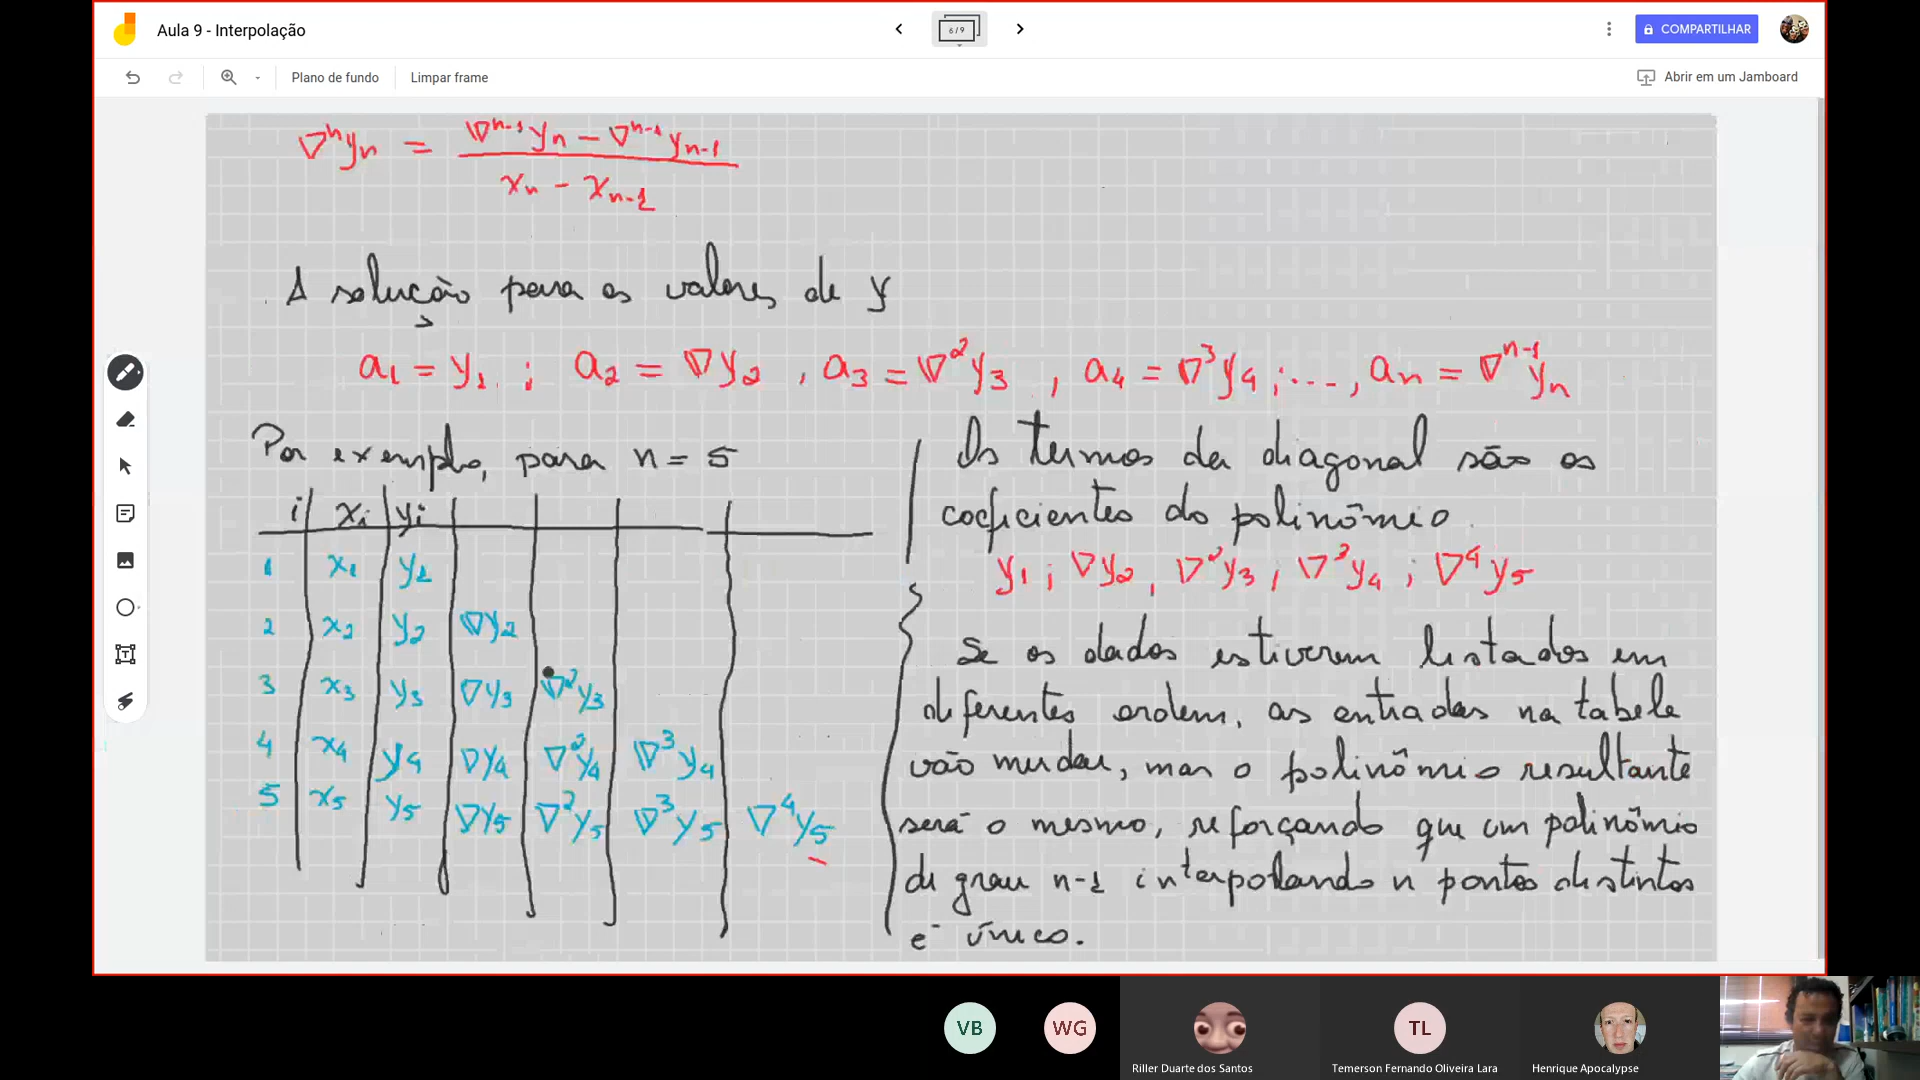 Aula 9 - Interpolação
6 / 9
COMPARTILHAR
Plano de fundo
Limpar frame
Abrir em um Jamboard
∇ⁿyₙ = (∇ⁿ⁻¹yₙ − ∇ⁿ⁻¹yₙ₋₁) / (xₙ − xₙ₋₁)
A solução para os valores de y
a₁ = y₁ ; a₂ = ∇y₂ , a₃ = ∇²y₃ , a₄ = ∇³y₄ ; ..., aₙ = ∇ⁿ⁻¹yₙ
Por exemplo, para n = 5
i xᵢ yᵢ
1 x₁ y₁
2 x₂ y₂ ∇y₂
3 x₃ y₃ ∇y₃ ∇²y₃
4 x₄ y₄ ∇y₄ ∇²y₄ ∇³y₄
5 x₅ y₅ ∇y₅ ∇²y₅ ∇³y₅ ∇⁴y₅
Os termos da diagonal são os
coeficientes do polinômio.
y₁ ; ∇y₂ , ∇²y₃ ; ∇³y₄ ; ∇⁴y₅
Se os dados estiverem listados em
diferentes ordem, as entradas na tabela
vão mudar, mas o polinômio resultante
será o mesmo, reforçando que um polinômio
de grau n-1 interpolando n pontos distintos
é único.
VB
WG
Riller Duarte dos Santos
TL
Temerson Fernando Oliveira Lara
Henrique Apocalypse